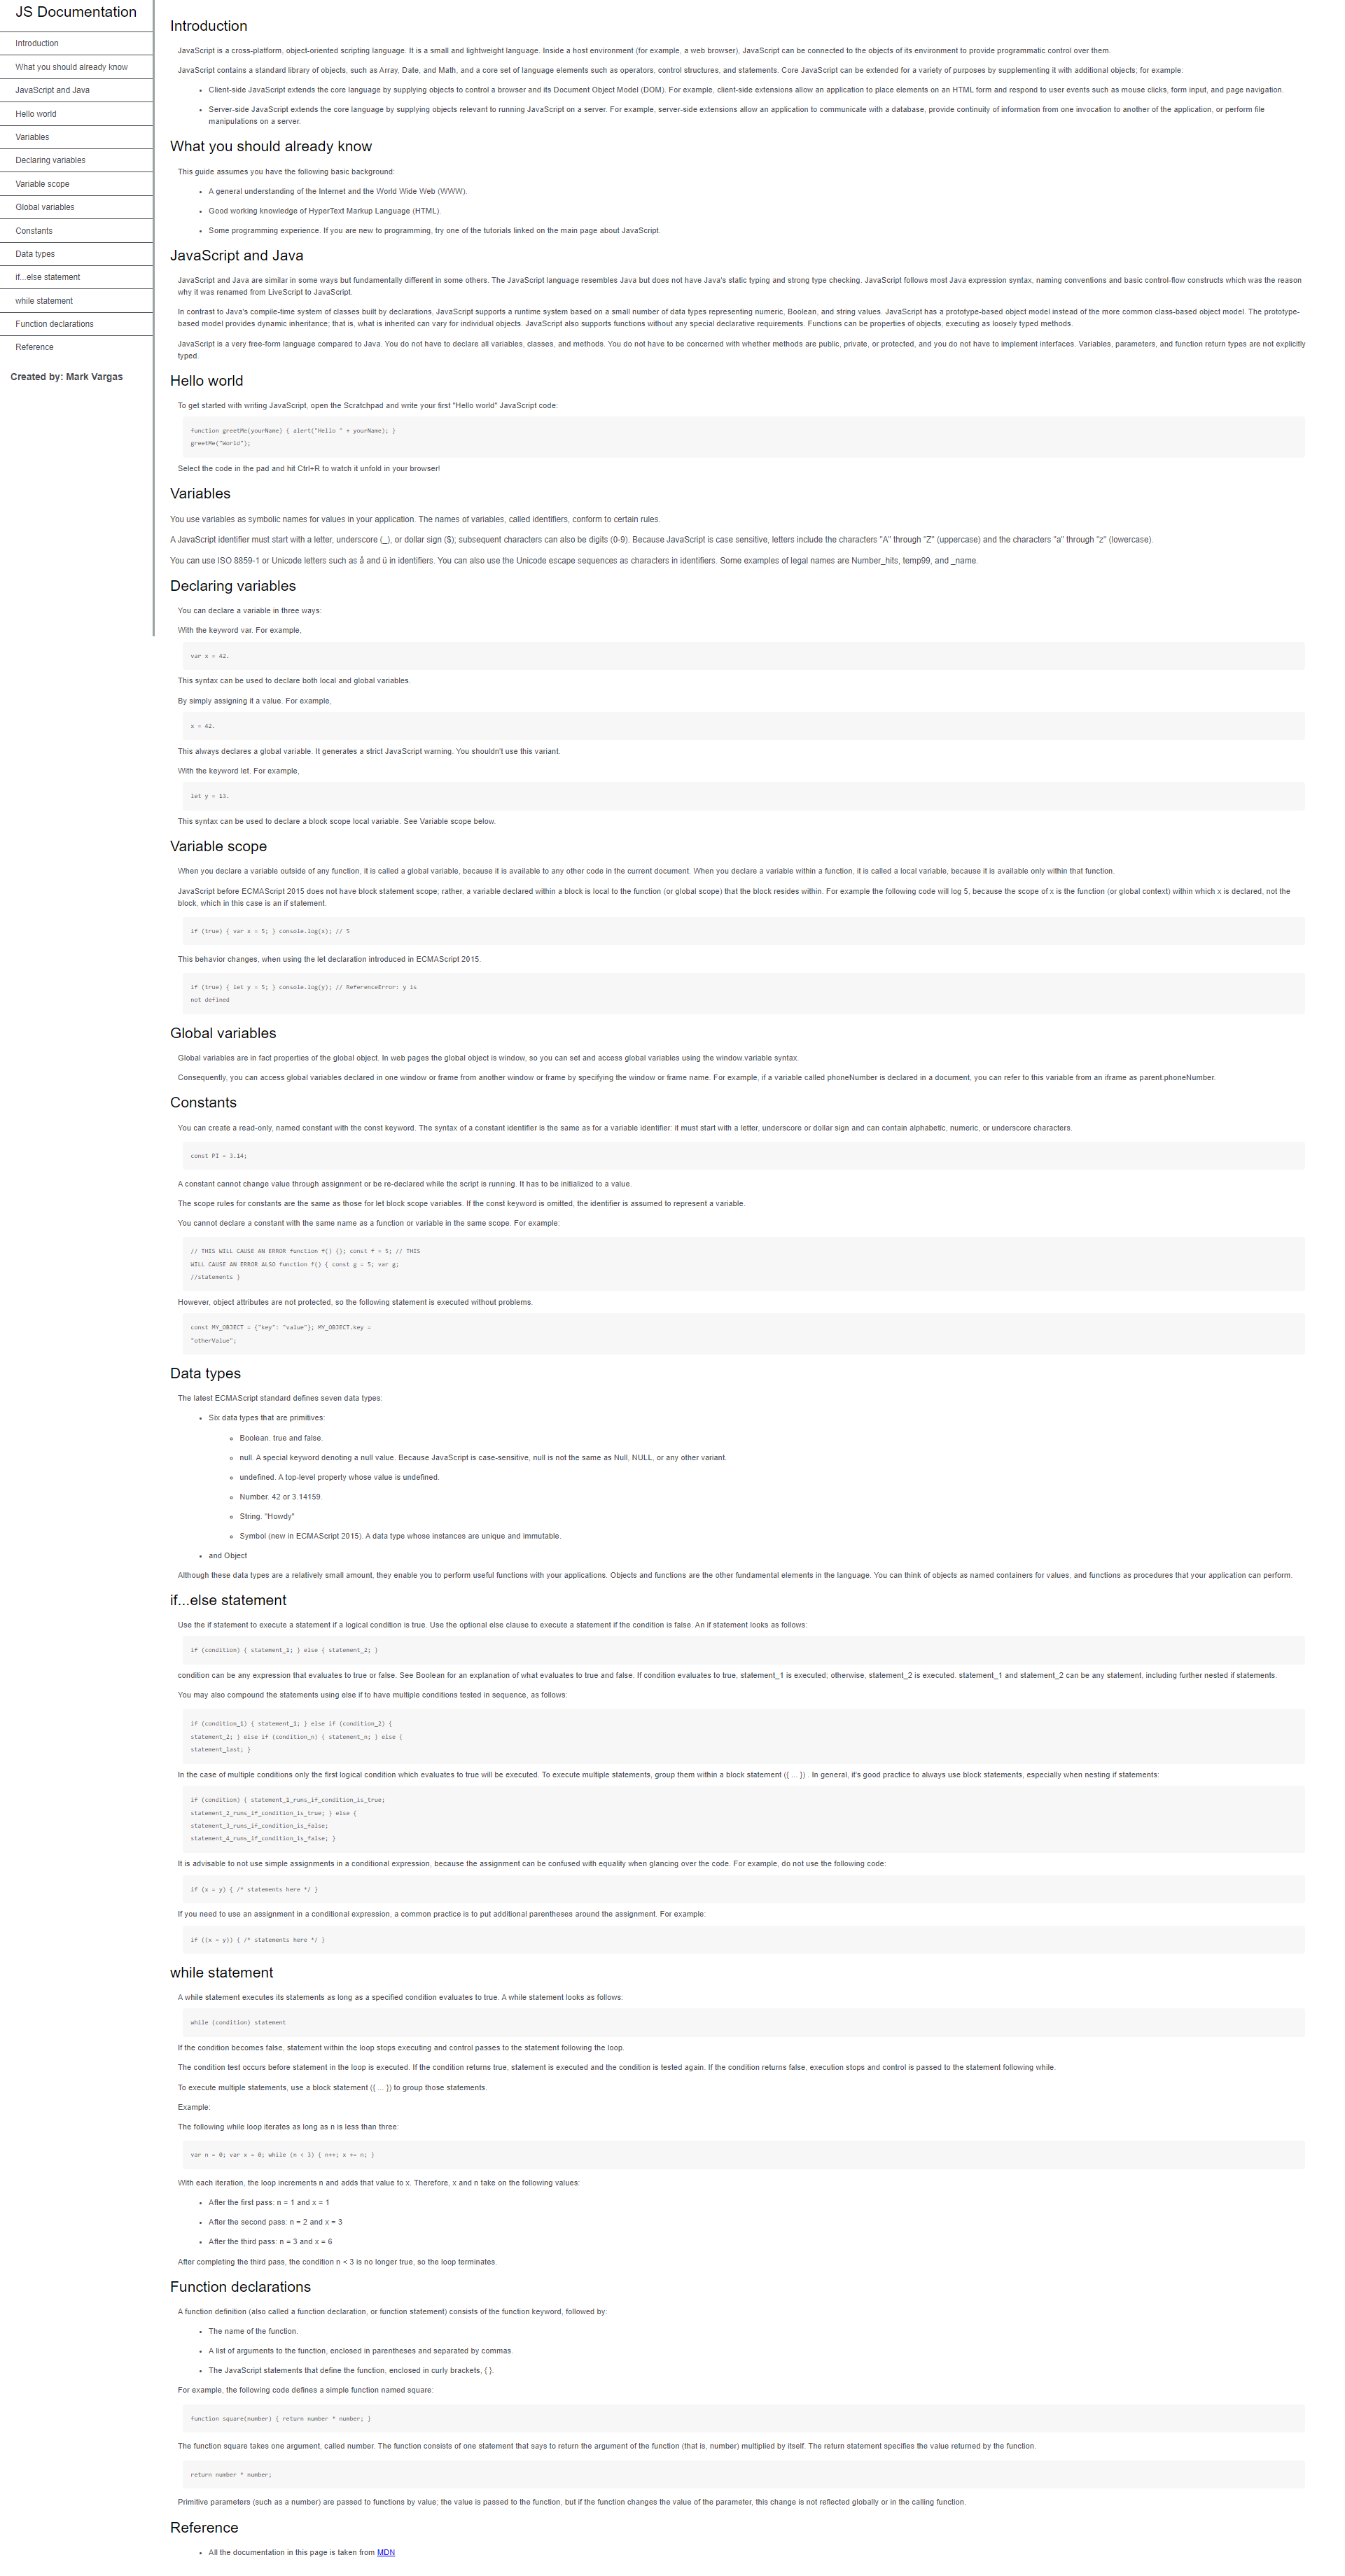 JS Documentation
Introduction
What you should already know
JavaScript and Java
Hello world
Variables
Declaring variables
Variable scope
Global variables
Constants
Data types
if...else statement
while statement
Function declarations
Reference
Created by: Mark Vargas
Introduction
JavaScript is a cross-platform, object-oriented scripting language. It is a small and lightweight language. Inside a host environment (for example, a web browser), JavaScript can be connected to the objects of its environment to provide programmatic control over them.
JavaScript contains a standard library of objects, such as Array, Date, and Math, and a core set of language elements such as operators, control structures, and statements. Core JavaScript can be extended for a variety of purposes by supplementing it with additional objects; for example:
• Client-side JavaScript extends the core language by supplying objects to control a browser and its Document Object Model (DOM). For example, client-side extensions allow an application to place elements on an HTML form and respond to user events such as mouse clicks, form input, and page navigation.
• Server-side JavaScript extends the core language by supplying objects relevant to running JavaScript on a server. For example, server-side extensions allow an application to communicate with a database, provide continuity of information from one invocation to another of the application, or perform file
manipulations on a server.
What you should already know
This guide assumes you have the following basic background:
• A general understanding of the Internet and the World Wide Web (WWW).
• Good working knowledge of HyperText Markup Language (HTML).
• Some programming experience. If you are new to programming, try one of the tutorials linked on the main page about JavaScript.
JavaScript and Java
JavaScript and Java are similar in some ways but fundamentally different in some others. The JavaScript language resembles Java but does not have Java's static typing and strong type checking. JavaScript follows most Java expression syntax, naming conventions and basic control-flow constructs which was the reason
why it was renamed from LiveScript to JavaScript.
In contrast to Java's compile-time system of classes built by declarations, JavaScript supports a runtime system based on a small number of data types representing numeric, Boolean, and string values. JavaScript has a prototype-based object model instead of the more common class-based object model. The prototype-
based model provides dynamic inheritance; that is, what is inherited can vary for individual objects. JavaScript also supports functions without any special declarative requirements. Functions can be properties of objects, executing as loosely typed methods.
JavaScript is a very free-form language compared to Java. You do not have to declare all variables, classes, and methods. You do not have to be concerned with whether methods are public, private, or protected, and you do not have to implement interfaces. Variables, parameters, and function return types are not explicitly
typed.
Hello world
To get started with writing JavaScript, open the Scratchpad and write your first "Hello world" JavaScript code:
function greetMe(yourName) { alert("Hello " + yourName); }
greetMe("World");
Select the code in the pad and hit Ctrl+R to watch it unfold in your browser!
Variables
You use variables as symbolic names for values in your application. The names of variables, called identifiers, conform to certain rules.
A JavaScript identifier must start with a letter, underscore (_), or dollar sign ($); subsequent characters can also be digits (0-9). Because JavaScript is case sensitive, letters include the characters "A" through "Z" (uppercase) and the characters "a" through "z" (lowercase).
You can use ISO 8859-1 or Unicode letters such as å and ü in identifiers. You can also use the Unicode escape sequences as characters in identifiers. Some examples of legal names are Number_hits, temp99, and _name.
Declaring variables
You can declare a variable in three ways:
With the keyword var. For example,
var x = 42.
This syntax can be used to declare both local and global variables.
By simply assigning it a value. For example,
x = 42.
This always declares a global variable. It generates a strict JavaScript warning. You shouldn't use this variant.
With the keyword let. For example,
let y = 13.
This syntax can be used to declare a block scope local variable. See Variable scope below.
Variable scope
When you declare a variable outside of any function, it is called a global variable, because it is available to any other code in the current document. When you declare a variable within a function, it is called a local variable, because it is available only within that function.
JavaScript before ECMAScript 2015 does not have block statement scope; rather, a variable declared within a block is local to the function (or global scope) that the block resides within. For example the following code will log 5, because the scope of x is the function (or global context) within which x is declared, not the
block, which in this case is an if statement.
if (true) { var x = 5; } console.log(x); // 5
This behavior changes, when using the let declaration introduced in ECMAScript 2015.
if (true) { let y = 5; } console.log(y); // ReferenceError: y is
not defined
Global variables
Global variables are in fact properties of the global object. In web pages the global object is window, so you can set and access global variables using the window.variable syntax.
Consequently, you can access global variables declared in one window or frame from another window or frame by specifying the window or frame name. For example, if a variable called phoneNumber is declared in a document, you can refer to this variable from an iframe as parent.phoneNumber.
Constants
You can create a read-only, named constant with the const keyword. The syntax of a constant identifier is the same as for a variable identifier: it must start with a letter, underscore or dollar sign and can contain alphabetic, numeric, or underscore characters.
const PI = 3.14;
A constant cannot change value through assignment or be re-declared while the script is running. It has to be initialized to a value.
The scope rules for constants are the same as those for let block scope variables. If the const keyword is omitted, the identifier is assumed to represent a variable.
You cannot declare a constant with the same name as a function or variable in the same scope. For example:
// THIS WILL CAUSE AN ERROR function f() {}; const f = 5; // THIS
WILL CAUSE AN ERROR ALSO function f() { const g = 5; var g;
//statements }
However, object attributes are not protected, so the following statement is executed without problems.
const MY_OBJECT = {"key": "value"}; MY_OBJECT.key =
"otherValue";
Data types
The latest ECMAScript standard defines seven data types:
• Six data types that are primitives:
◦ Boolean. true and false.
◦ null. A special keyword denoting a null value. Because JavaScript is case-sensitive, null is not the same as Null, NULL, or any other variant.
◦ undefined. A top-level property whose value is undefined.
◦ Number. 42 or 3.14159.
◦ String. "Howdy"
◦ Symbol (new in ECMAScript 2015). A data type whose instances are unique and immutable.
• and Object
Although these data types are a relatively small amount, they enable you to perform useful functions with your applications. Objects and functions are the other fundamental elements in the language. You can think of objects as named containers for values, and functions as procedures that your application can perform.
if...else statement
Use the if statement to execute a statement if a logical condition is true. Use the optional else clause to execute a statement if the condition is false. An if statement looks as follows:
if (condition) { statement_1; } else { statement_2; }
condition can be any expression that evaluates to true or false. See Boolean for an explanation of what evaluates to true and false. If condition evaluates to true, statement_1 is executed; otherwise, statement_2 is executed. statement_1 and statement_2 can be any statement, including further nested if statements.
You may also compound the statements using else if to have multiple conditions tested in sequence, as follows:
if (condition_1) { statement_1; } else if (condition_2) {
statement_2; } else if (condition_n) { statement_n; } else {
statement_last; }
In the case of multiple conditions only the first logical condition which evaluates to true will be executed. To execute multiple statements, group them within a block statement ({ ... }) . In general, it's good practice to always use block statements, especially when nesting if statements:
if (condition) { statement_1_runs_if_condition_is_true;
statement_2_runs_if_condition_is_true; } else {
statement_3_runs_if_condition_is_false;
statement_4_runs_if_condition_is_false; }
It is advisable to not use simple assignments in a conditional expression, because the assignment can be confused with equality when glancing over the code. For example, do not use the following code:
if (x = y) { /* statements here */ }
If you need to use an assignment in a conditional expression, a common practice is to put additional parentheses around the assignment. For example:
if ((x = y)) { /* statements here */ }
while statement
A while statement executes its statements as long as a specified condition evaluates to true. A while statement looks as follows:
while (condition) statement
If the condition becomes false, statement within the loop stops executing and control passes to the statement following the loop.
The condition test occurs before statement in the loop is executed. If the condition returns true, statement is executed and the condition is tested again. If the condition returns false, execution stops and control is passed to the statement following while.
To execute multiple statements, use a block statement ({ ... }) to group those statements.
Example:
The following while loop iterates as long as n is less than three:
var n = 0; var x = 0; while (n < 3) { n++; x += n; }
With each iteration, the loop increments n and adds that value to x. Therefore, x and n take on the following values:
• After the first pass: n = 1 and x = 1
• After the second pass: n = 2 and x = 3
• After the third pass: n = 3 and x = 6
After completing the third pass, the condition n < 3 is no longer true, so the loop terminates.
Function declarations
A function definition (also called a function declaration, or function statement) consists of the function keyword, followed by:
• The name of the function.
• A list of arguments to the function, enclosed in parentheses and separated by commas.
• The JavaScript statements that define the function, enclosed in curly brackets, { }.
For example, the following code defines a simple function named square:
function square(number) { return number * number; }
The function square takes one argument, called number. The function consists of one statement that says to return the argument of the function (that is, number) multiplied by itself. The return statement specifies the value returned by the function.
return number * number;
Primitive parameters (such as a number) are passed to functions by value; the value is passed to the function, but if the function changes the value of the parameter, this change is not reflected globally or in the calling function.
Reference
• All the documentation in this page is taken from MDN